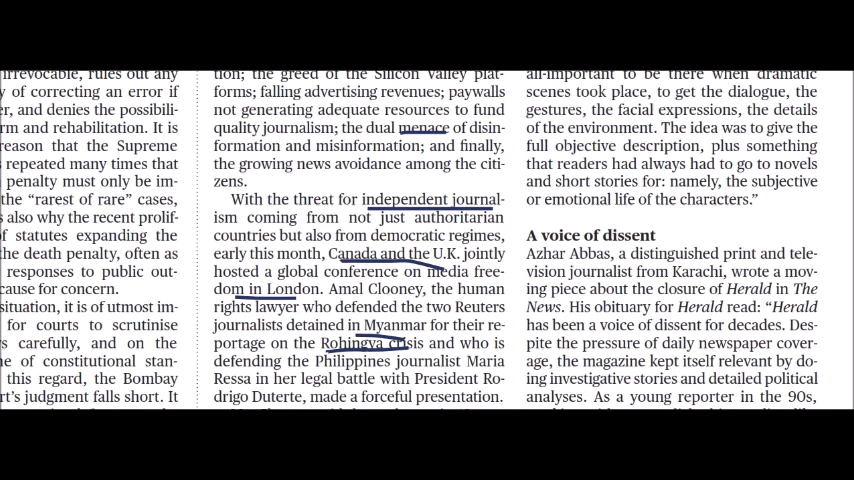 irrevocable, rules out any
y of correcting an error if
er, and denies the possibili-
rm and rehabilitation. It is
reason that the Supreme
s repeated many times that
penalty must only be im-
the “rarest of rare” cases,
s also why the recent prolif-
f statutes expanding the
the death penalty, often as
responses to public out-
cause for concern.
situation, it is of utmost im-
for courts to scrutinise
s carefully, and on the
ne of constitutional stan-
this regard, the Bombay
rt’s judgment falls short. It
tion; the greed of the Silicon Valley plat-
forms; falling advertising revenues; paywalls
not generating adequate resources to fund
quality journalism; the dual menace of disin-
formation and misinformation; and finally,
the growing news avoidance among the citi-
zens.
With the threat for independent journal-
ism coming from not just authoritarian
countries but also from democratic regimes,
early this month, Canada and the U.K. jointly
hosted a global conference on media free-
dom in London. Amal Clooney, the human
rights lawyer who defended the two Reuters
journalists detained in Myanmar for their re-
portage on the Rohingya crisis and who is
defending the Philippines journalist Maria
Ressa in her legal battle with President Ro-
drigo Duterte, made a forceful presentation.
all-important to be there when dramatic
scenes took place, to get the dialogue, the
gestures, the facial expressions, the details
of the environment. The idea was to give the
full objective description, plus something
that readers had always had to go to novels
and short stories for: namely, the subjective
or emotional life of the characters.”
A voice of dissent
Azhar Abbas, a distinguished print and tele-
vision journalist from Karachi, wrote a mov-
ing piece about the closure of Herald in The
News. His obituary for Herald read: “Herald
has been a voice of dissent for decades. Des-
pite the pressure of daily newspaper cover-
age, the magazine kept itself relevant by do-
ing investigative stories and detailed political
analyses. As a young reporter in the 90s,